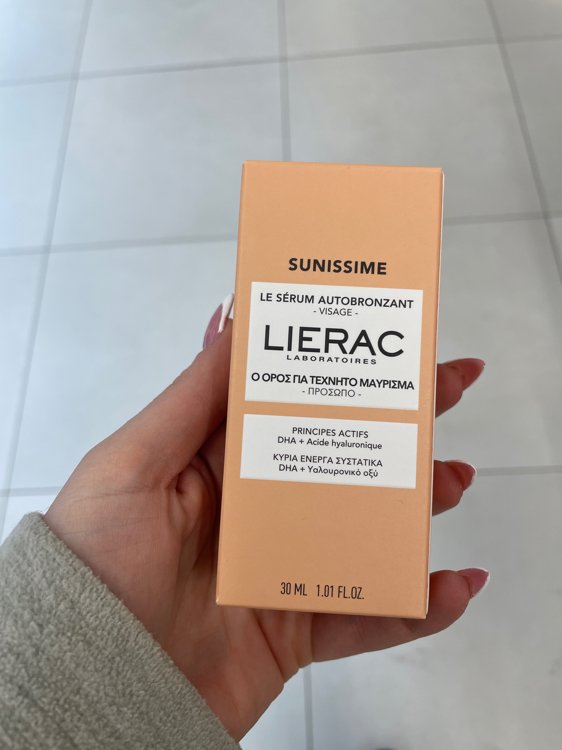 SUNISSIME
LE SÉRUM AUTOBRONZANT
- VISAGE -
LIERAC
LABORATOIRES
Ο ΟΡΟΣ ΓΙΑ ΤΕΧΝΗΤΟ ΜΑΥΡΙΣΜΑ
- ΠΡΟΣΩΠΟ -
PRINCIPES ACTIFS
DHA + Acide hyaluronique
ΚΥΡΙΑ ΕΝΕΡΓΑ ΣΥΣΤΑΤΙΚΑ
DHA + Υαλουρονικό οξύ
30 ML 1.01 FL.OZ.